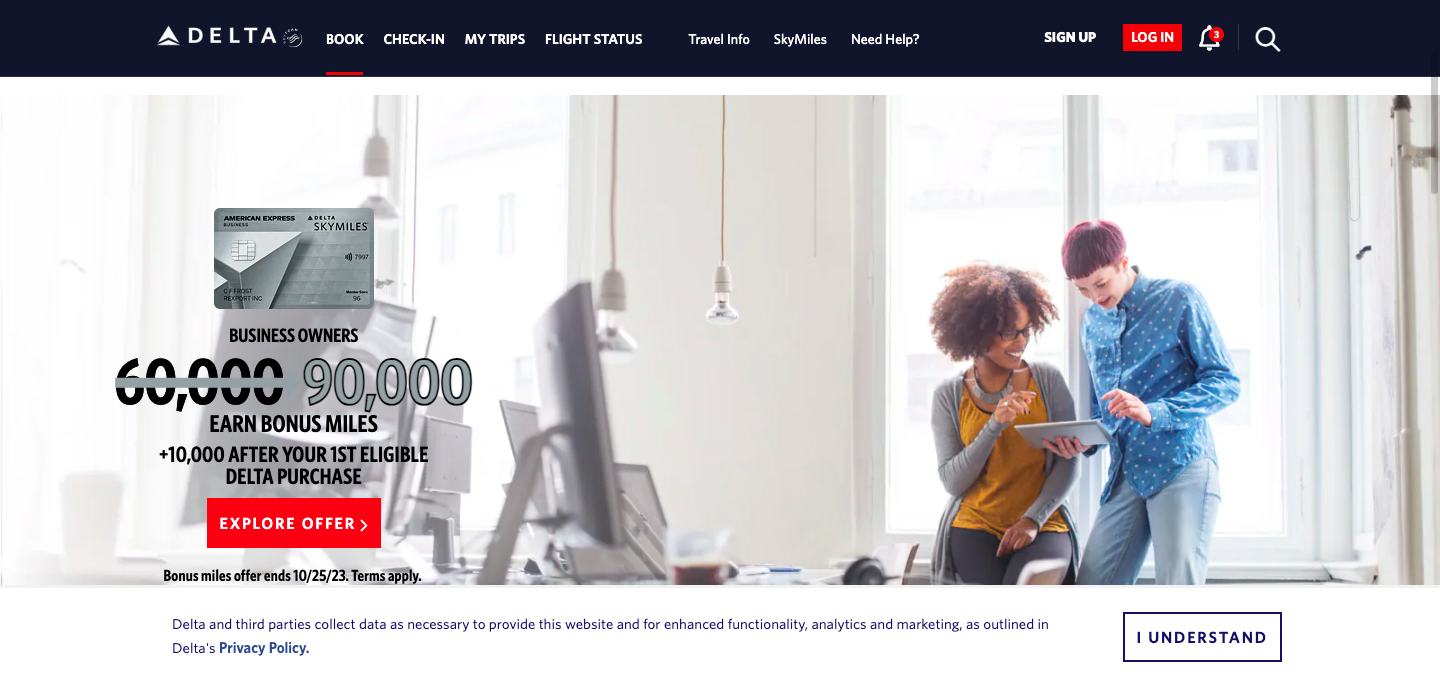 DELTA
BOOK CHECK-IN MY TRIPS FLIGHT STATUS Travel Info SkyMiles Need Help? SIGN UP LOG IN 3
AMERICAN EXPRESS
BUSINESS
DELTA
SKYMILES
7997
C F FROST
REXPORT INC
Member Since
96
BUSINESS OWNERS
60,000 90,000
EARN BONUS MILES
+10,000 AFTER YOUR 1ST ELIGIBLE
DELTA PURCHASE
EXPLORE OFFER
Bonus miles offer ends 10/25/23. Terms apply.
Delta and third parties collect data as necessary to provide this website and for enhanced functionality, analytics and marketing, as outlined in
Delta's Privacy Policy.
I UNDERSTAND